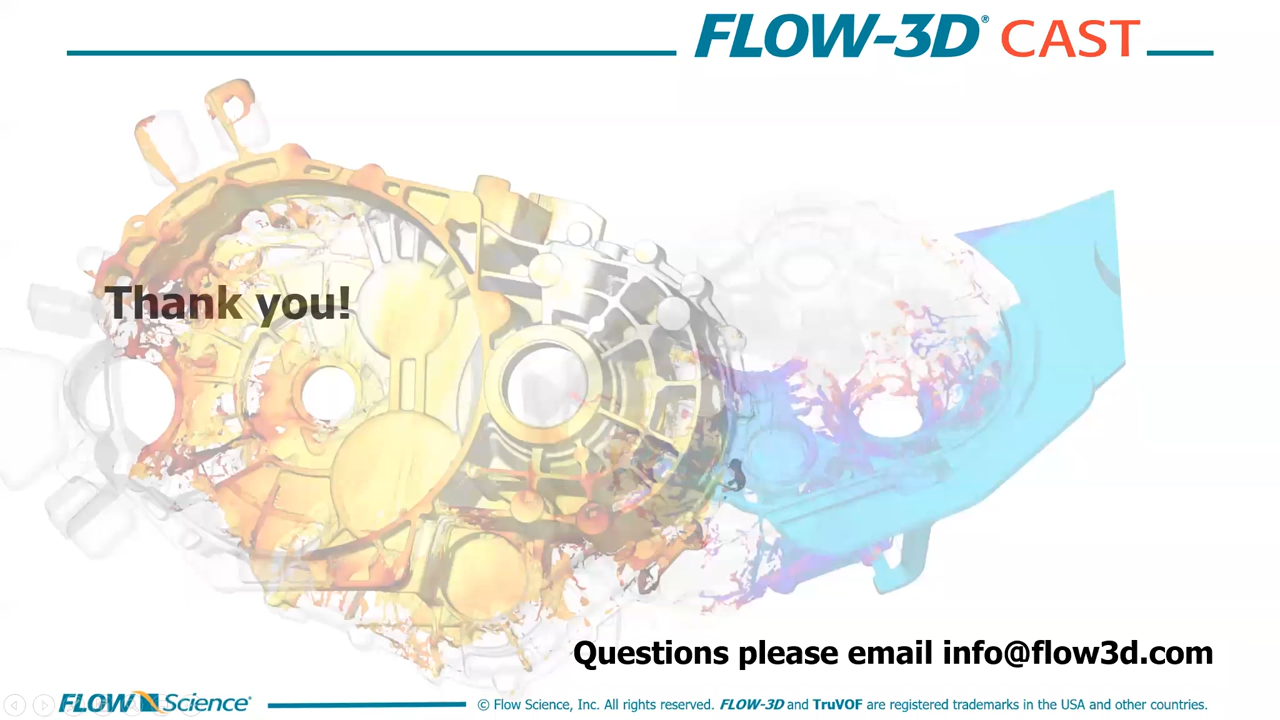 FLOW-3D® CAST
Thank you!
Questions please email info@flow3d.com
FLOW Science®
© Flow Science, Inc. All rights reserved. FLOW-3D and TruVOF are registered trademarks in the USA and other countries.